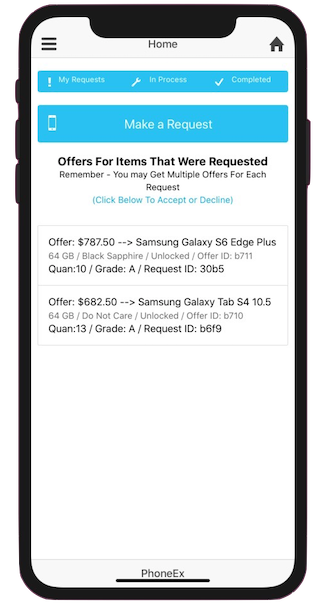 Home
My Requests
In Process
Completed
Make a Request
Offers For Items That Were Requested
Remember - You may Get Multiple Offers For Each
Request
(Click Below To Accept or Decline)
Offer: $787.50 --> Samsung Galaxy S6 Edge Plus
64 GB / Black Sapphire / Unlocked / Offer ID: b711
Quan:10 / Grade: A / Request ID: 30b5
Offer: $682.50 --> Samsung Galaxy Tab S4 10.5
64 GB / Do Not Care / Unlocked / Offer ID: b710
Quan:13 / Grade: A / Request ID: b6f9
PhoneEx